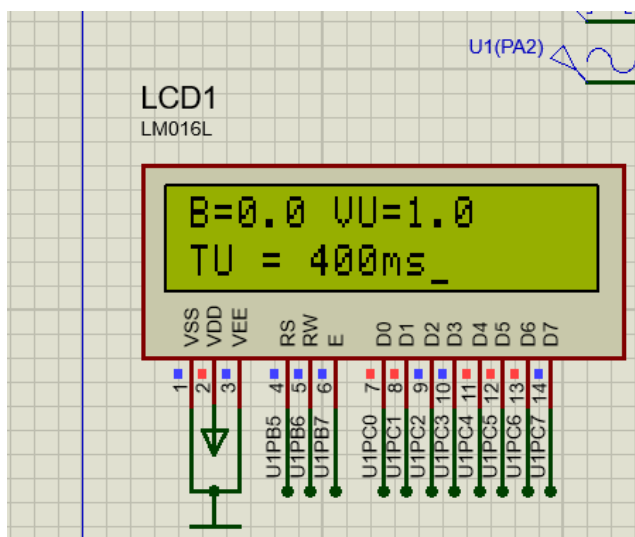 U1(PA2)
LCD1
LM016L
B=0.0 VU=1.0
TU = 400ms_
VSS
VDD
VEE
RS
RW
E
D0
D1
D2
D3
D4
D5
D6
D7
1
2
3
4
5
6
7
8
9
10
11
12
13
14
U1PB5
U1PB6
U1PB7
U1PC0
U1PC1
U1PC2
U1PC3
U1PC4
U1PC5
U1PC6
U1PC7